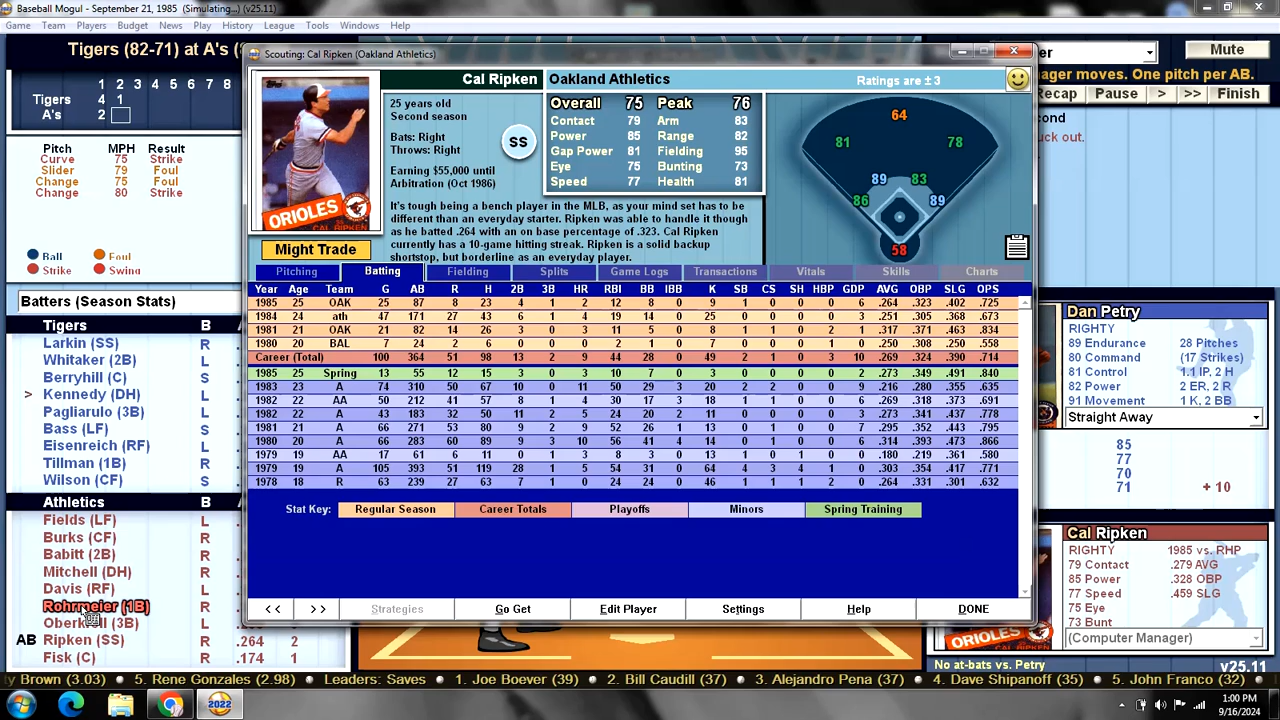 Baseball Mogul - September 21, 1985 (Simulating...) (v25.11)
Game Team Players Budget News Play History League Tools Windows Help
Tigers (82-71) at A's (
1 2 3 4 5 6 7 8 9
Tigers 4 1
A's 2
Pitch MPH Result
Curve 75 Strike
Slider 79 Foul
Change 75 Foul
Change 80 Strike
Ball Foul
Strike Swing
Batters (Season Stats)
Tigers B
Larkin (SS) R
Whitaker (2B) L
Berryhill (C) S
> Kennedy (DH) L
Pagliarulo (3B) L
Bass (LF) S
Eisenreich (RF) L
Tillman (1B) R
Wilson (CF) S
Athletics B
Fields (LF) L
Burks (CF) R
Babitt (2B) R
Mitchell (DH) R
Davis (RF) L
Rohrmeier (1B) R
AB Ripken (SS) R .264 2
Fisk (C) R .174 1
Scouting: Cal Ripken (Oakland Athletics)
Cal Ripken Oakland Athletics Ratings are ± 3
ORIOLES
CAL RIPKEN
Might Trade
25 years old
Second season
Bats: Right
Throws: Right
Earning $55,000 until
Arbitration (Oct 1986)
SS
Overall 75 Peak 76
Contact 79 Arm 83
Power 85 Range 82
Gap Power 81 Fielding 95
Eye 75 Bunting 73
Speed 77 Health 81
64
81 78
89 83
86 89
58
It's tough being a bench player in the MLB, as your mind set has to
be different than an everyday starter. Ripken was able to handle it though
as he batted .264 with an on base percentage of .323. Cal Ripken
currently has a 10-game hitting streak. Ripken is a solid backup
shortstop, but borderline as an everyday player.
Pitching Batting Fielding Splits Game Logs Transactions Vitals Skills Charts
Year Age Team G AB R H 2B 3B HR RBI BB IBB K SB CS SH HBP GDP AVG OBP SLG OPS
1985 25 OAK 25 87 8 23 4 1 2 12 8 0 9 0 0 0 0 6 .264 .323 .402 .725
1984 24 ath 47 171 27 43 6 1 4 19 14 0 25 0 0 0 0 2 .251 .305 .368 .673
1981 21 OAK 21 82 14 26 3 0 3 11 5 0 8 1 1 0 2 1 .317 .371 .463 .834
1980 20 BAL 7 24 2 6 0 0 0 2 1 0 7 1 0 0 1 1 .250 .308 .250 .558
Career (Total) 100 364 51 98 13 2 9 44 28 0 49 2 1 0 3 10 .269 .324 .390 .714
1985 25 Spring 13 55 12 15 3 0 3 10 7 0 3 0 0 0 0 2 .273 .349 .491 .840
1983 23 A 74 310 50 67 10 0 11 50 29 3 20 2 2 0 0 9 .216 .280 .355 .635
1982 22 AA 50 212 41 57 8 1 4 30 17 3 18 1 0 0 0 4 .269 .318 .373 .691
1982 22 A 43 183 32 50 11 2 5 24 20 2 11 0 0 0 0 2 .273 .341 .437 .778
1981 21 A 66 271 53 80 9 2 9 52 26 1 13 0 0 0 0 7 .295 .352 .443 .795
1980 20 A 66 283 60 89 9 3 10 56 41 4 14 0 0 0 0 6 .314 .393 .473 .866
1979 19 AA 17 61 6 11 3 0 3 8 3 0 13 1 0 0 1 2 .180 .219 .361 .580
1979 19 A 105 393 51 119 28 1 5 54 31 0 64 4 3 4 1 0 .303 .354 .417 .771
1978 18 R 63 239 27 63 7 1 0 24 24 0 46 1 1 1 2 0 .264 .331 .301 .632
Stat Key: Regular Season Career Totals Playoffs Minors Spring Training
<< >> Strategies Go Get Edit Player Settings Help DONE
Mute
nager moves. One pitch per AB.
Recap Pause > >> Finish
Dan Petry
RIGHTY
89 Endurance 28 Pitches
80 Command (17 Strikes)
81 Control 1.1 IP, 2 H
82 Power 2 ER, 2 R
91 Movement 1 K, 2 BB
Straight Away
85
77
70
71 + 10
Cal Ripken
RIGHTY 1985 vs. RHP
79 Contact .279 AVG
85 Power .328 OBP
77 Speed .459 SLG
75 Eye
73 Bunt
(Computer Manager)
ORIOLES
No at-bats vs. Petry v25.11
y Brown (3.03) • 5. Rene Gonzales (2.98) • Leaders: Saves • 1. Joe Boever (39) • 2. Bill Caudill (37) • 3. Alejandro Pena (37) • 4. Dave Shipanoff (35) • 5. John Franco (32)
2022
1:00 PM
9/16/2024